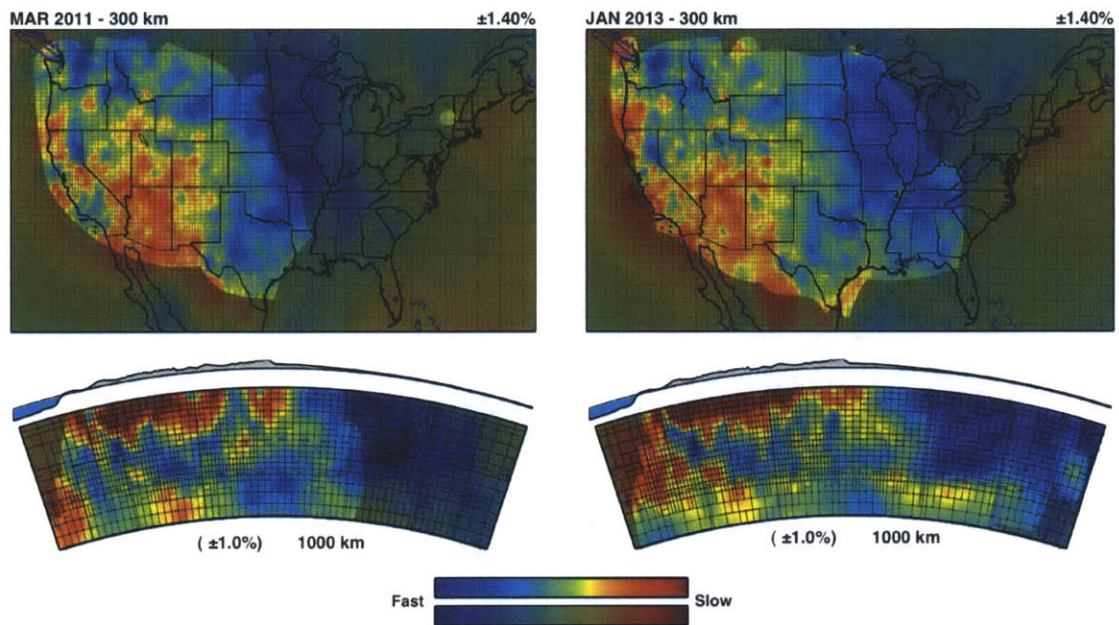 MAR 2011 - 300 km ±1.40%
JAN 2013 - 300 km ±1.40%
( ±1.0%) 1000 km
( ±1.0%) 1000 km
Fast Slow